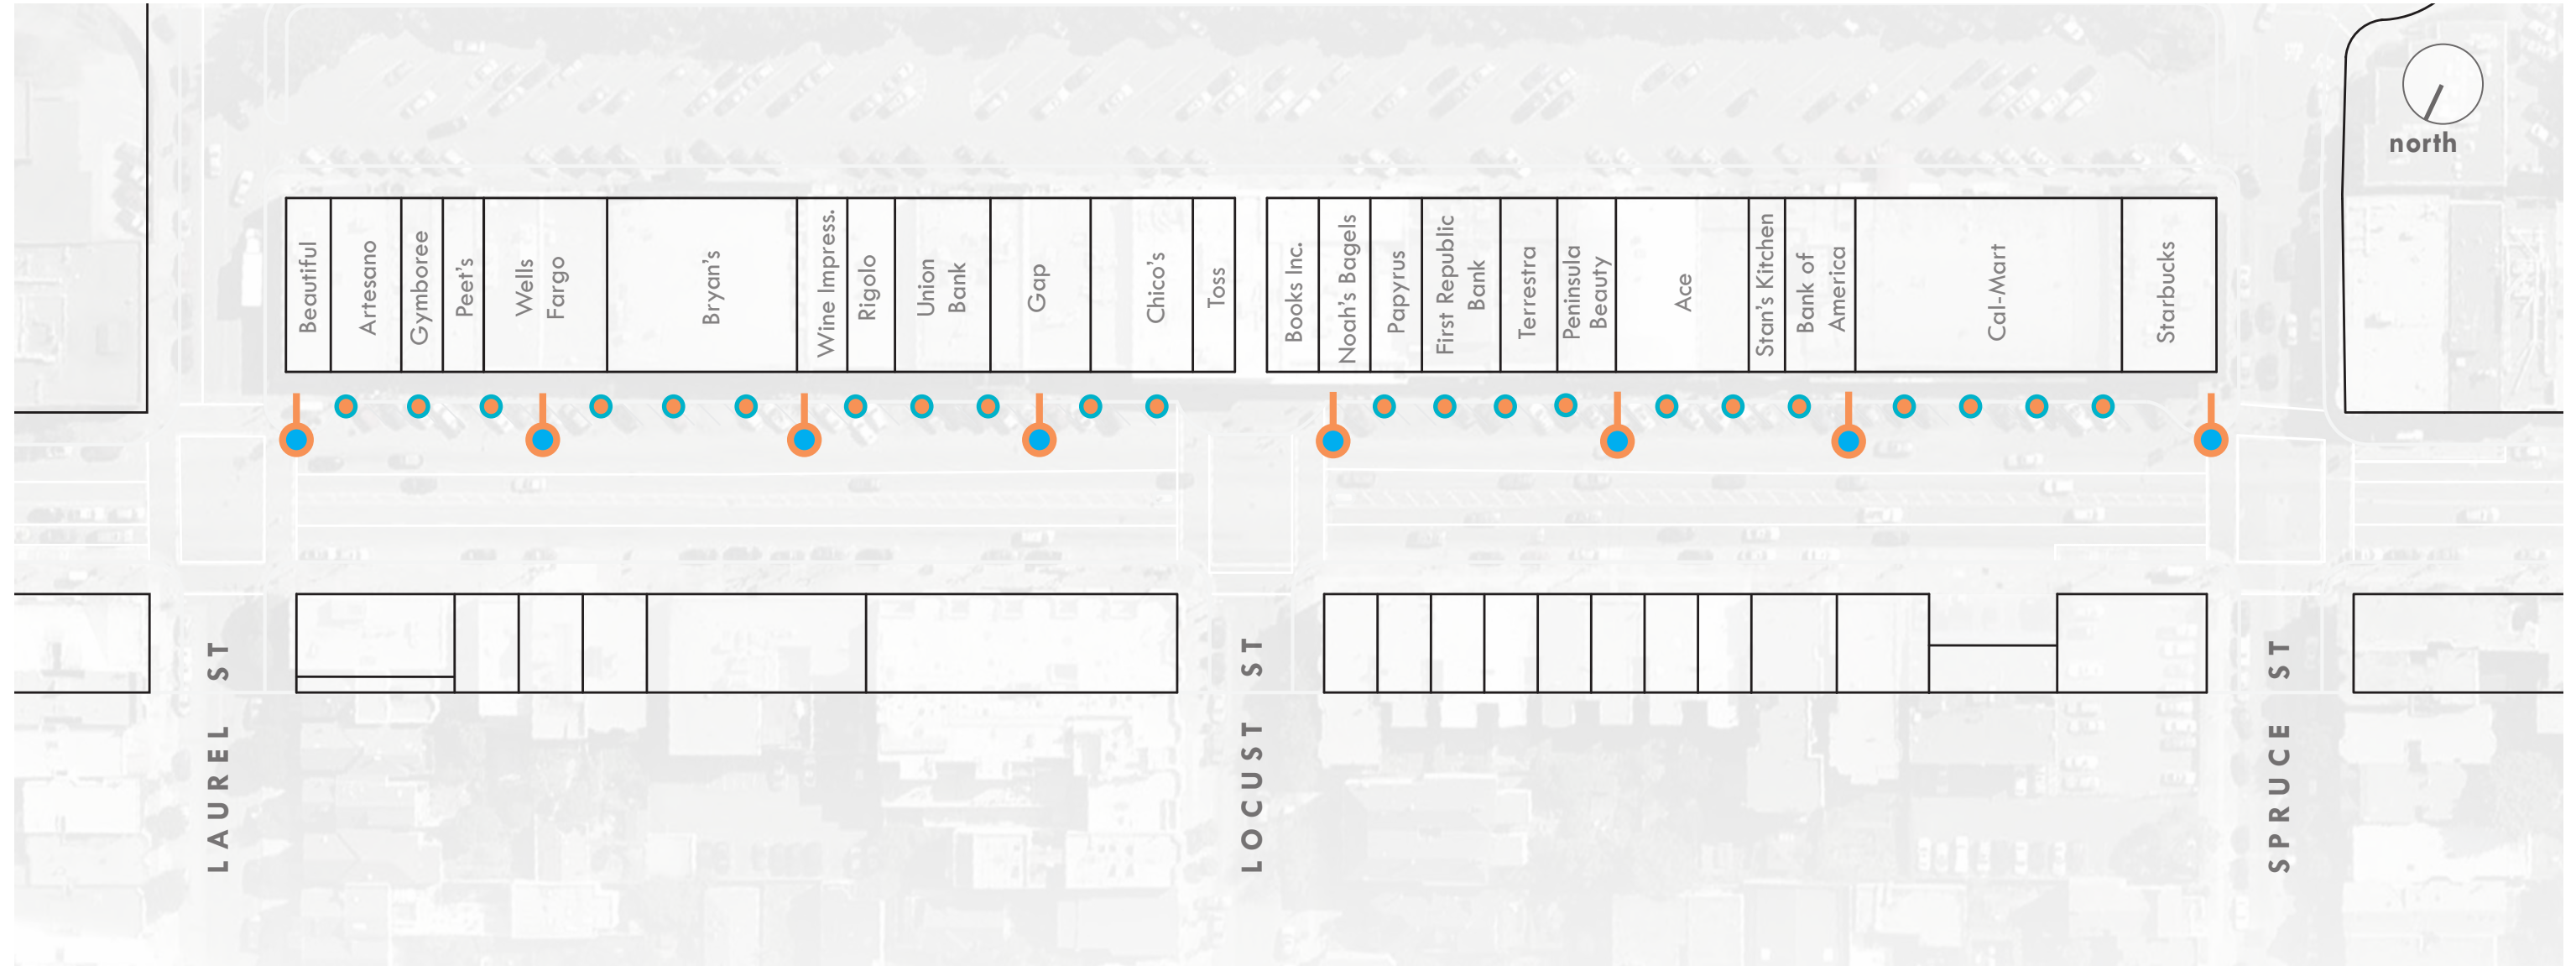 north
Beautiful
Artesano
Gymboree
Peet's
Wells
Fargo
Bryan's
Wine Impress.
Rigolo
Union
Bank
Gap
Chico's
Toss
Books Inc.
Noah's Bagels
Papyrus
First Republic
Bank
Terrestra
Peninsula
Beauty
Ace
Stan's Kitchen
Bank of
America
Cal-Mart
Starbucks
LAUREL ST
LOCUST ST
SPRUCE ST